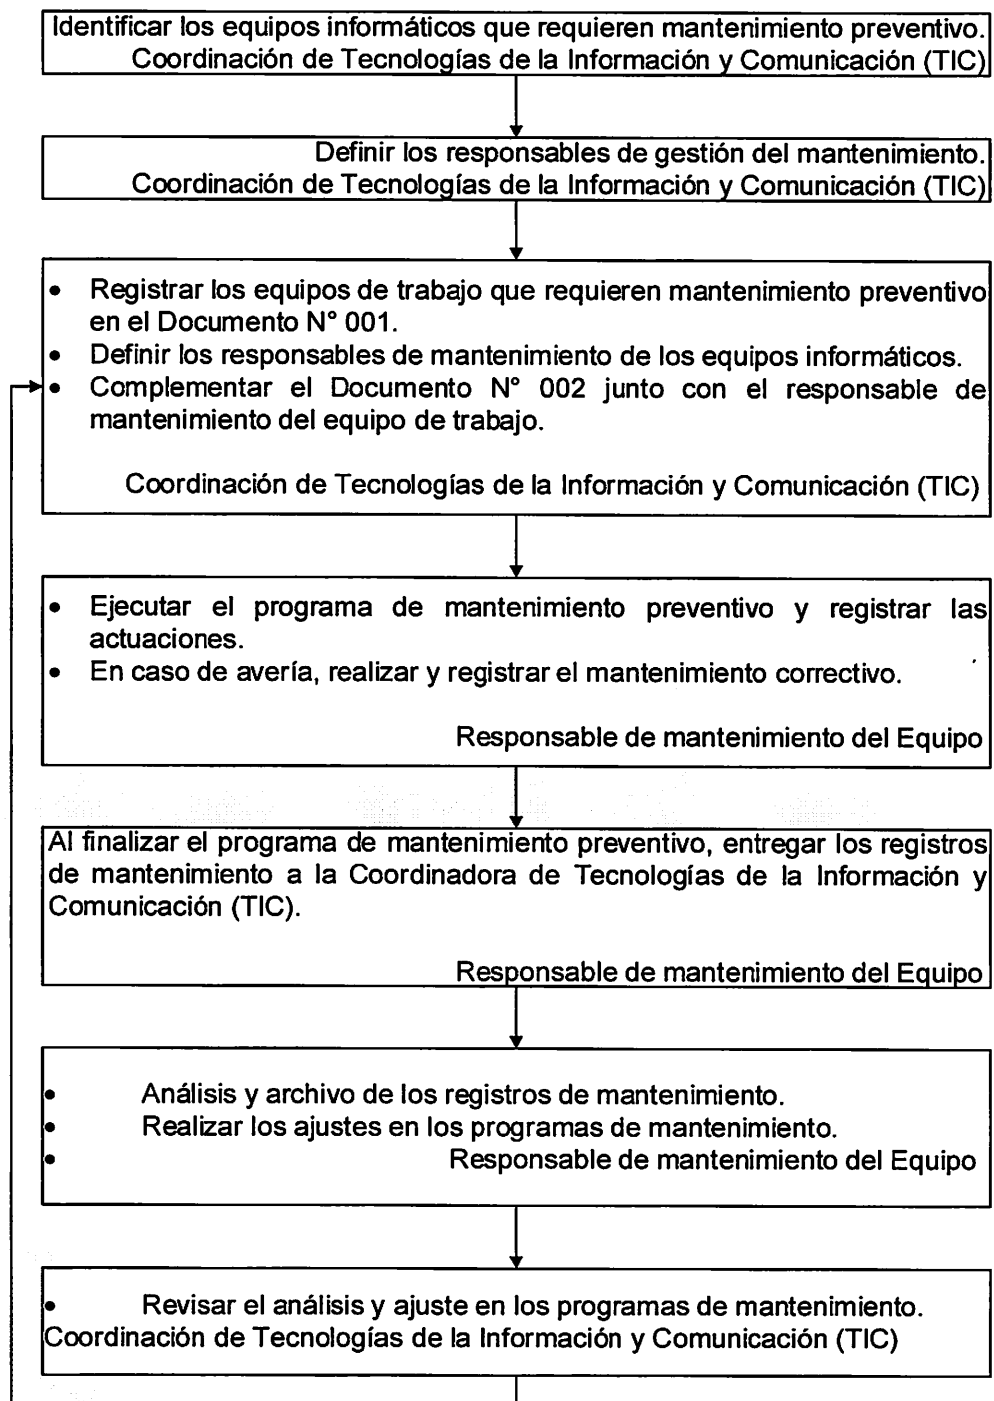 Identificar los equipos informáticos que requieren mantenimiento preventivo.
Coordinación de Tecnologías de la Información y Comunicación (TIC)
Definir los responsables de gestión del mantenimiento.
Coordinación de Tecnologías de la Información y Comunicación (TIC)
• Registrar los equipos de trabajo que requieren mantenimiento preventivo
en el Documento N° 001.
• Definir los responsables de mantenimiento de los equipos informáticos.
• Complementar el Documento N° 002 junto con el responsable de
mantenimiento del equipo de trabajo.
Coordinación de Tecnologías de la Información y Comunicación (TIC)
• Ejecutar el programa de mantenimiento preventivo y registrar las
actuaciones.
• En caso de avería, realizar y registrar el mantenimiento correctivo.
Responsable de mantenimiento del Equipo
Al finalizar el programa de mantenimiento preventivo, entregar los registros
de mantenimiento a la Coordinadora de Tecnologías de la Información y
Comunicación (TIC).
Responsable de mantenimiento del Equipo
• Análisis y archivo de los registros de mantenimiento.
• Realizar los ajustes en los programas de mantenimiento.
• Responsable de mantenimiento del Equipo
• Revisar el análisis y ajuste en los programas de mantenimiento.
Coordinación de Tecnologías de la Información y Comunicación (TIC)